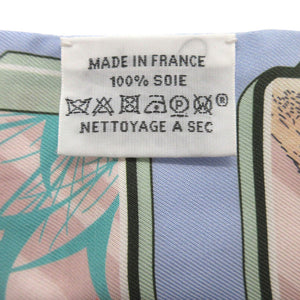 MADE IN FRANCE
100% SOIE
®
NETTOYAGE A SEC